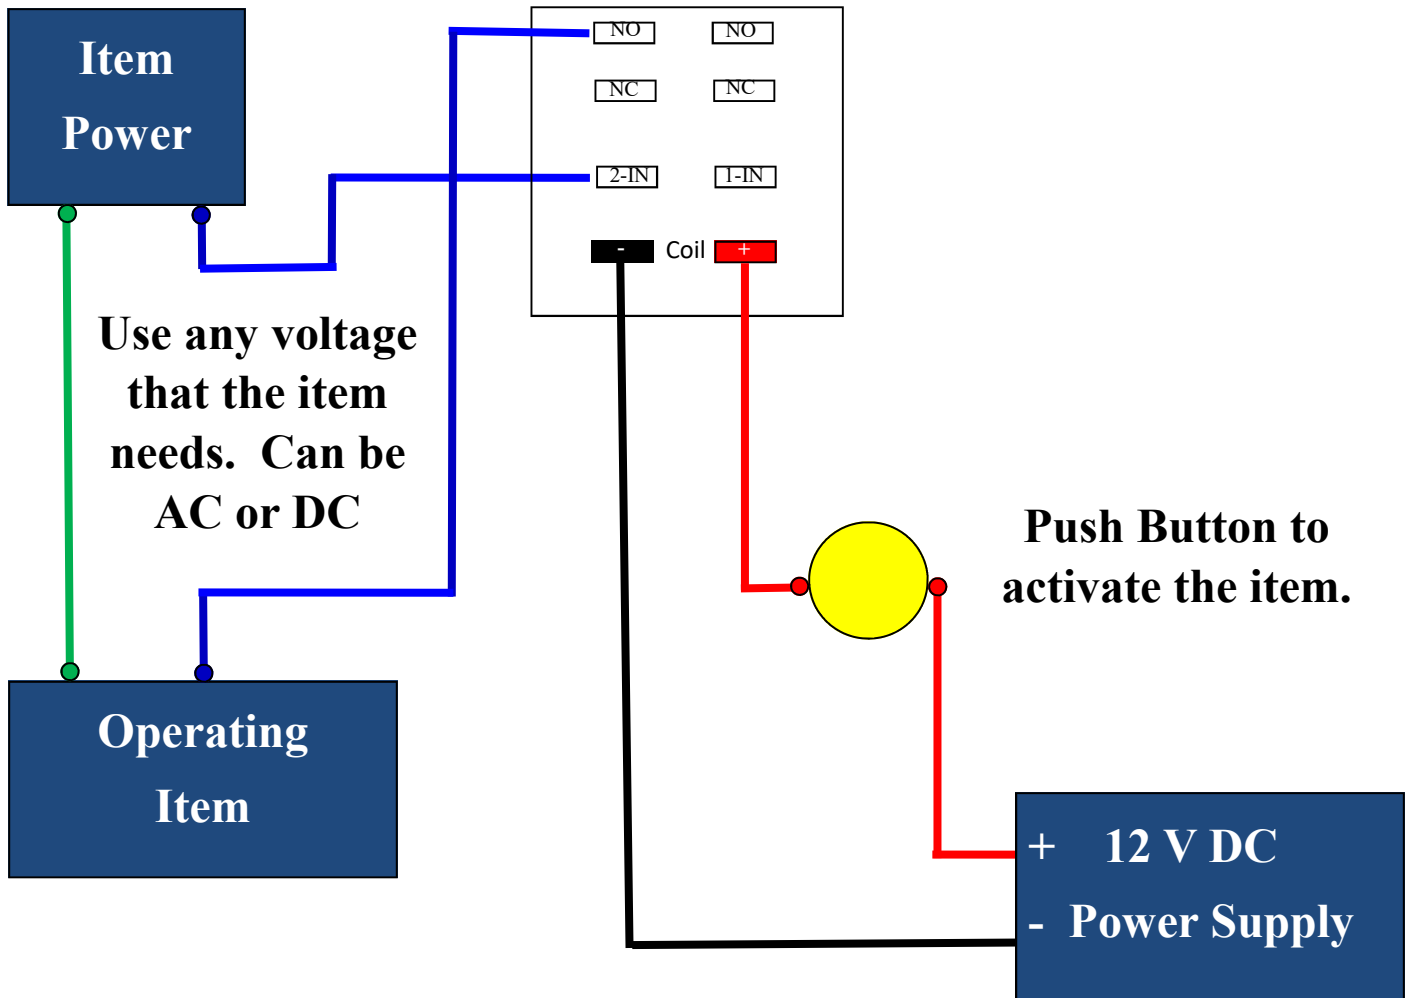 Item
Power
NO NO
NC NC
2-IN 1-IN
- Coil +
Use any voltage
that the item
needs. Can be
AC or DC
Push Button to
activate the item.
Operating
Item
+ 12 V DC
- Power Supply